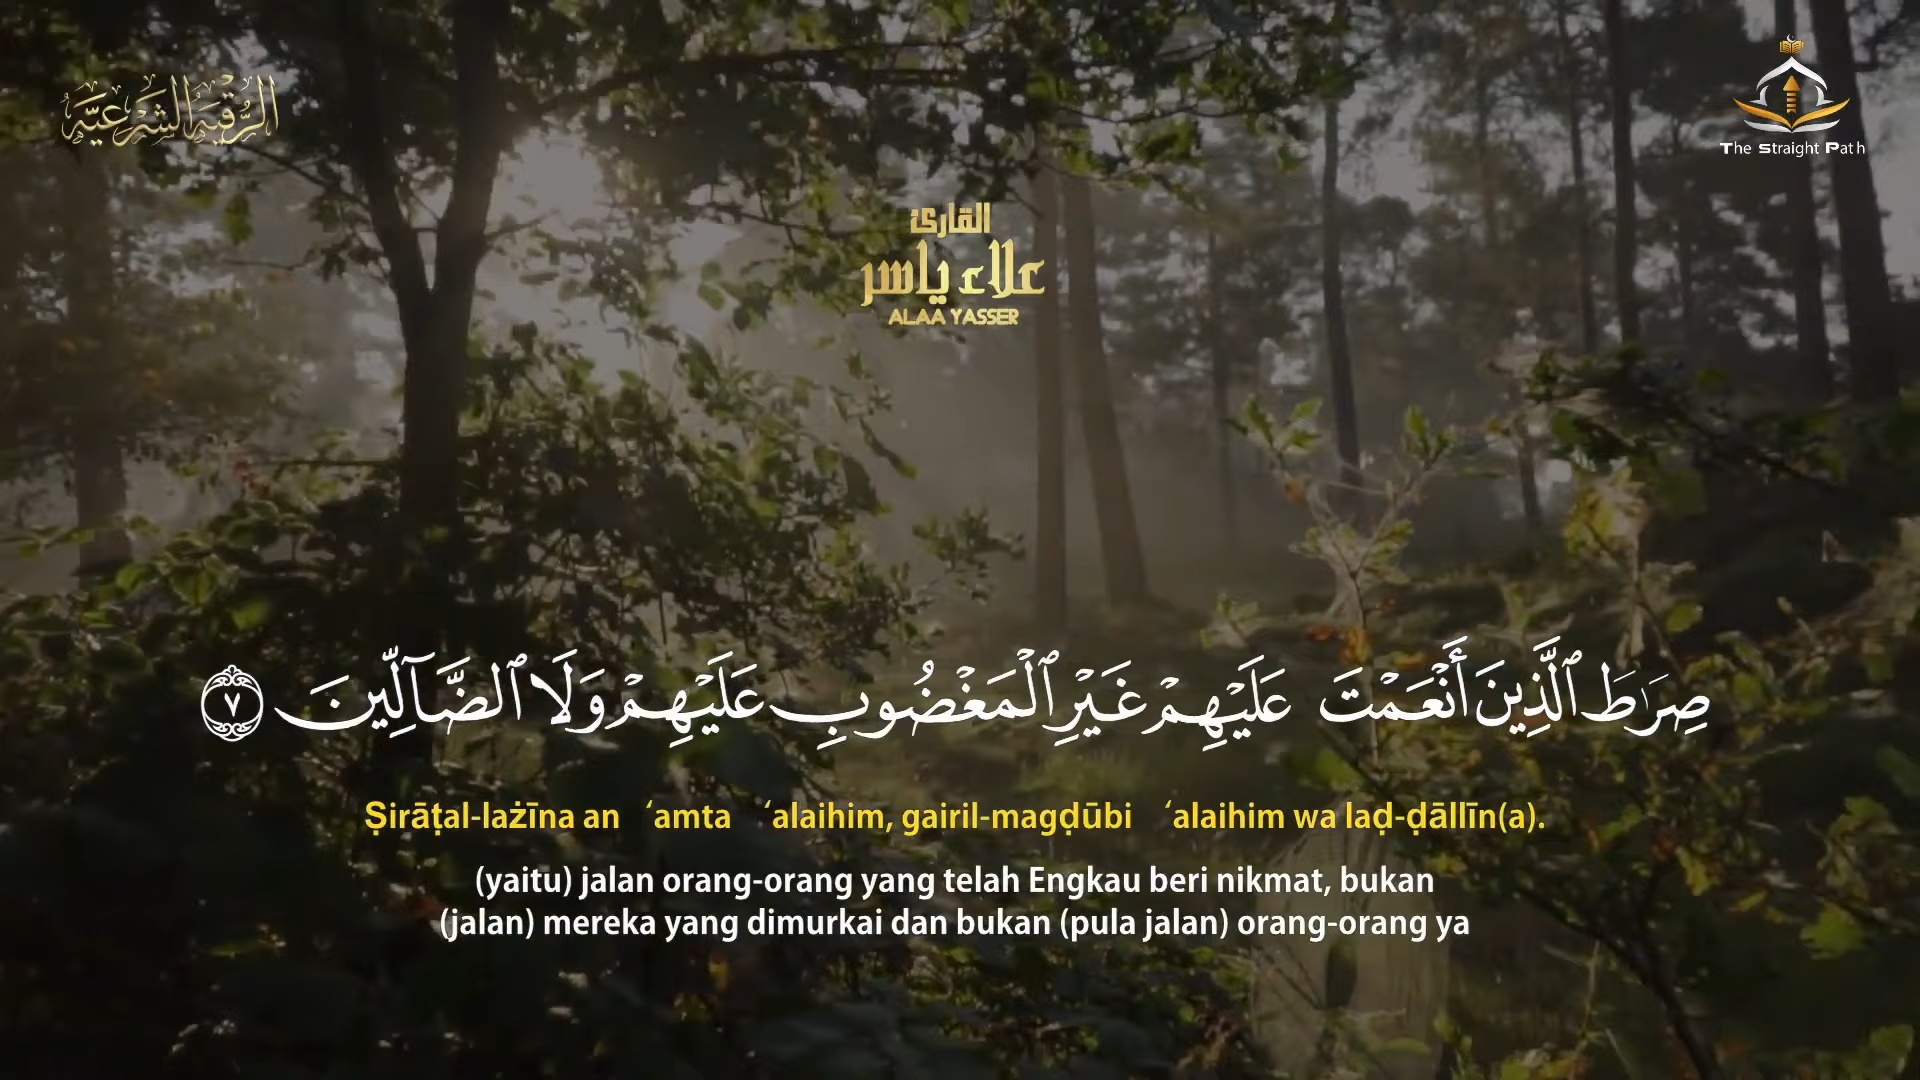 الرُّقْيَةُ الشَّرْعِيَّة
The Straight Path
القارئ
علاء ياسر
ALAA YASSER
صِرَٰطَ ٱلَّذِينَ أَنْعَمْتَ عَلَيْهِمْ غَيْرِ ٱلْمَغْضُوبِ عَلَيْهِمْ وَلَا ٱلضَّآلِّينَ ٧
Ṣirāṭal-lażīna an ‘amta ‘alaihim, gairil-magḍūbi ‘alaihim wa laḍ-ḍāllīn(a).
(yaitu) jalan orang-orang yang telah Engkau beri nikmat, bukan
(jalan) mereka yang dimurkai dan bukan (pula jalan) orang-orang ya